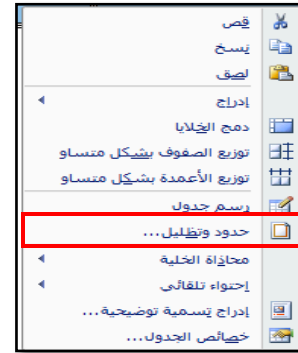 قص
نسخ
لصق
إدراج
دمج الخلايا
توزيع الصفوف بشكل متساو
توزيع الأعمدة بشكل متساو
رسم جدول
حدود وتظليل...
محاذاة الخلية
إحتواء تلقائي
إدراج تسمية توضيحية...
خصائص الجدول...